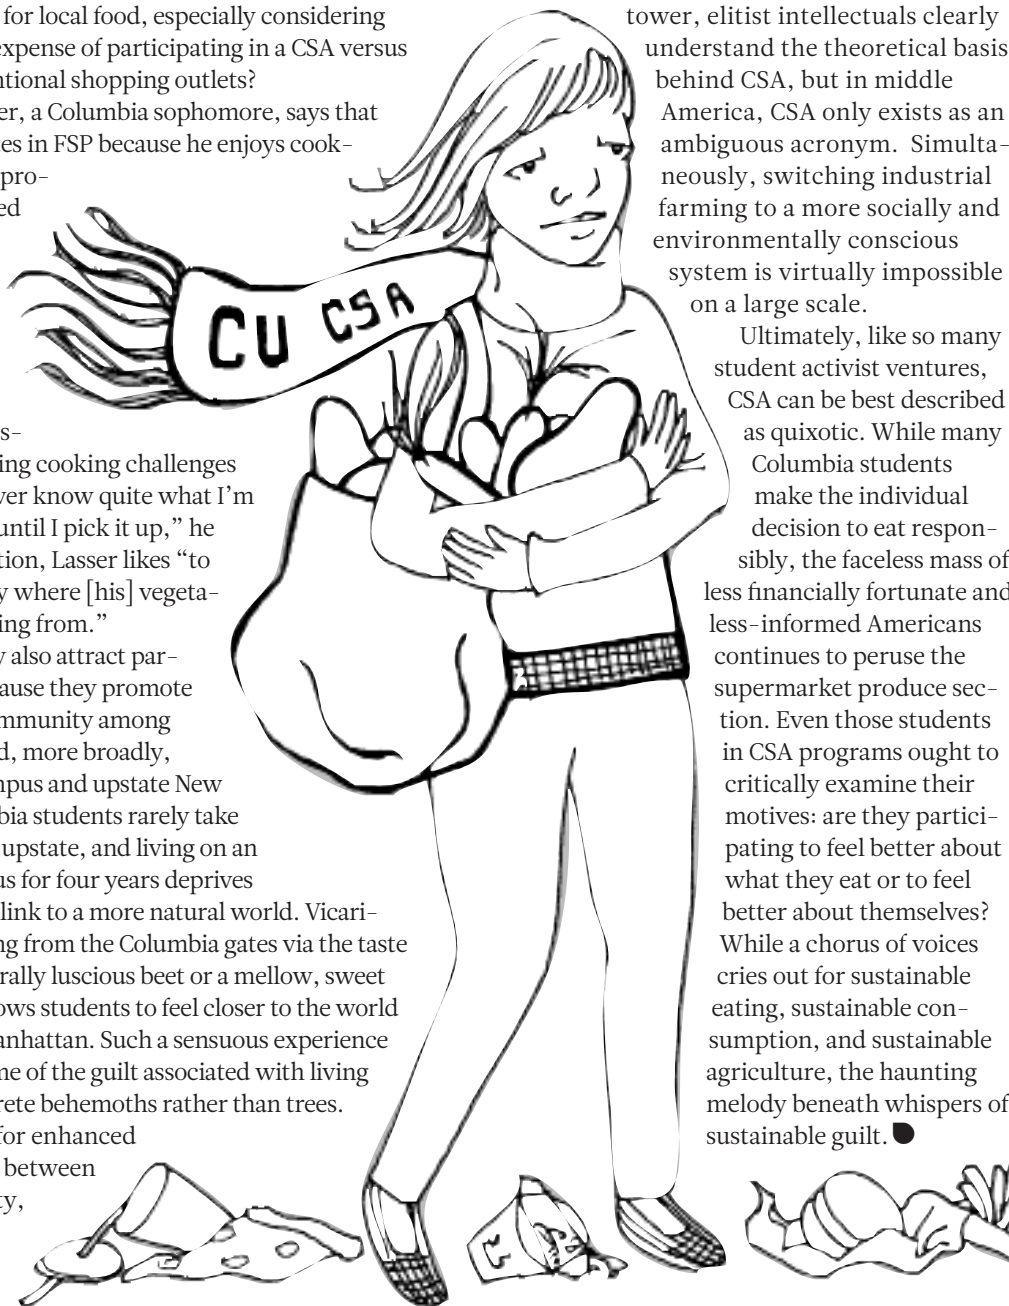 for local food, especially considering
expense of participating in a CSA versus
ntional shopping outlets?
er, a Columbia sophomore, says that
es in FSP because he enjoys cook-
pro-
ed
s-
ing cooking challenges
ver know quite what I'm
until I pick it up," he
tion, Lasser likes "to
y where [his] vegeta-
ing from."
y also attract par-
ause they promote
mmunity among
d, more broadly,
npus and upstate New
bia students rarely take
upstate, and living on an
us for four years deprives
link to a more natural world. Vicari-
ng from the Columbia gates via the taste
rally luscious beet or a mellow, sweet
ows students to feel closer to the world
anhattan. Such a sensuous experience
me of the guilt associated with living
rete behemoths rather than trees.
for enhanced
between
ty,
CU CSA
tower, elitist intellectuals clearly
understand the theoretical basis
behind CSA, but in middle
America, CSA only exists as an
ambiguous acronym. Simulta-
neously, switching industrial
farming to a more socially and
environmentally conscious
system is virtually impossible
on a large scale.
Ultimately, like so many
student activist ventures,
CSA can be best described
as quixotic. While many
Columbia students
make the individual
decision to eat respon-
sibly, the faceless mass of
less financially fortunate and
less-informed Americans
continues to peruse the
supermarket produce sec-
tion. Even those students
in CSA programs ought to
critically examine their
motives: are they partici-
pating to feel better about
what they eat or to feel
better about themselves?
While a chorus of voices
cries out for sustainable
eating, sustainable con-
sumption, and sustainable
agriculture, the haunting
melody beneath whispers of
sustainable guilt.